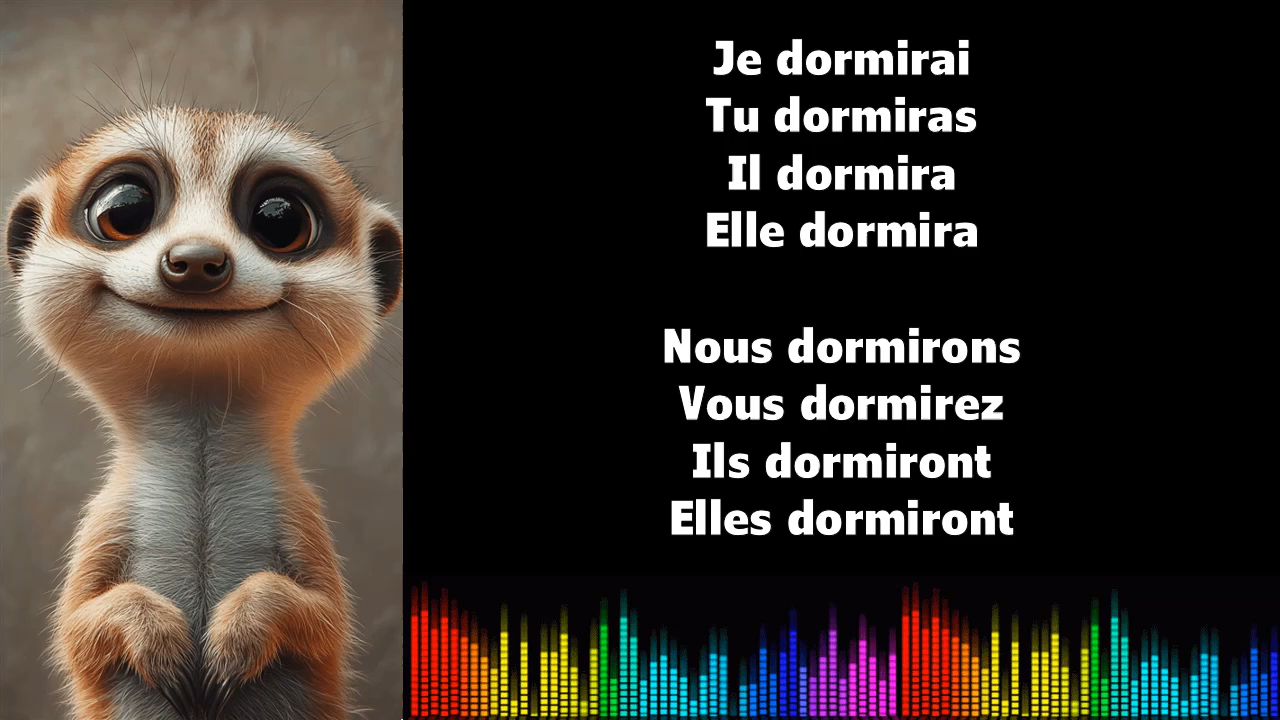 Je dormirai
Tu dormiras
Il dormira
Elle dormira
Nous dormirons
Vous dormirez
Ils dormiront
Elles dormiront